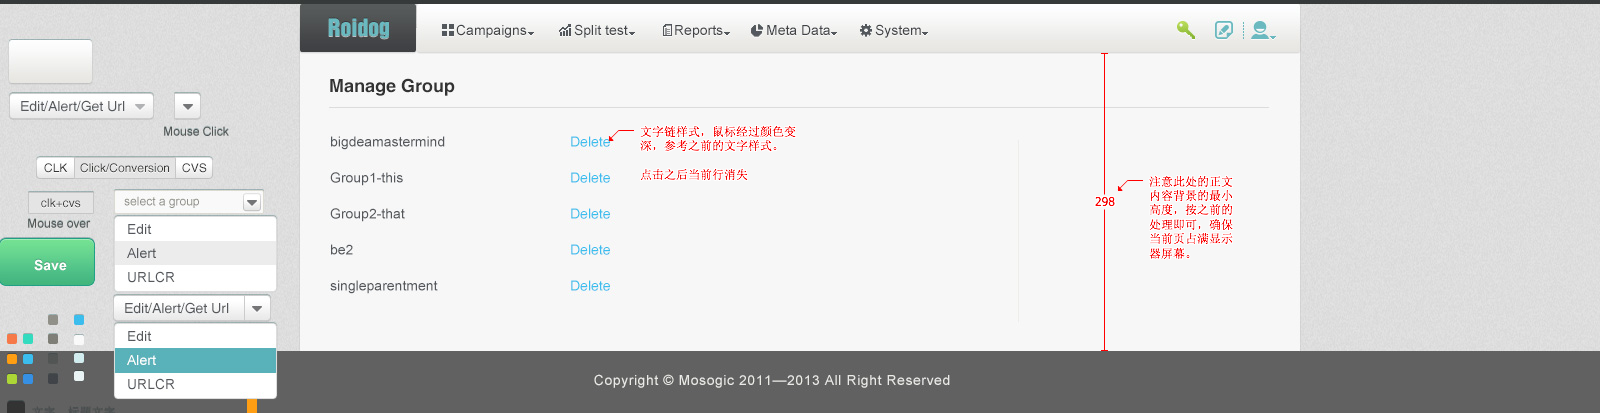 Roidog
Campaigns
Split test
Reports
Meta Data
System
Manage Group
bigdeamastermind Delete
Group1-this Delete
Group2-that Delete
be2 Delete
singleparentment Delete
文字链样式，鼠标经过颜色变
深，参考之前的文字样式。
点击之后当前行消失
298
注意此处的正文
内容背景的最小
高度，按之前的
处理即可，确保
当前页占满显示
器屏幕。
Edit/Alert/Get Url
Mouse Click
CLK Click/Conversion CVS
clk+cvs
Mouse over
select a group
Edit
Alert
URLCR
Save
Edit/Alert/Get Url
Edit
Alert
URLCR
Copyright © Mosogic 2011—2013 All Right Reserved